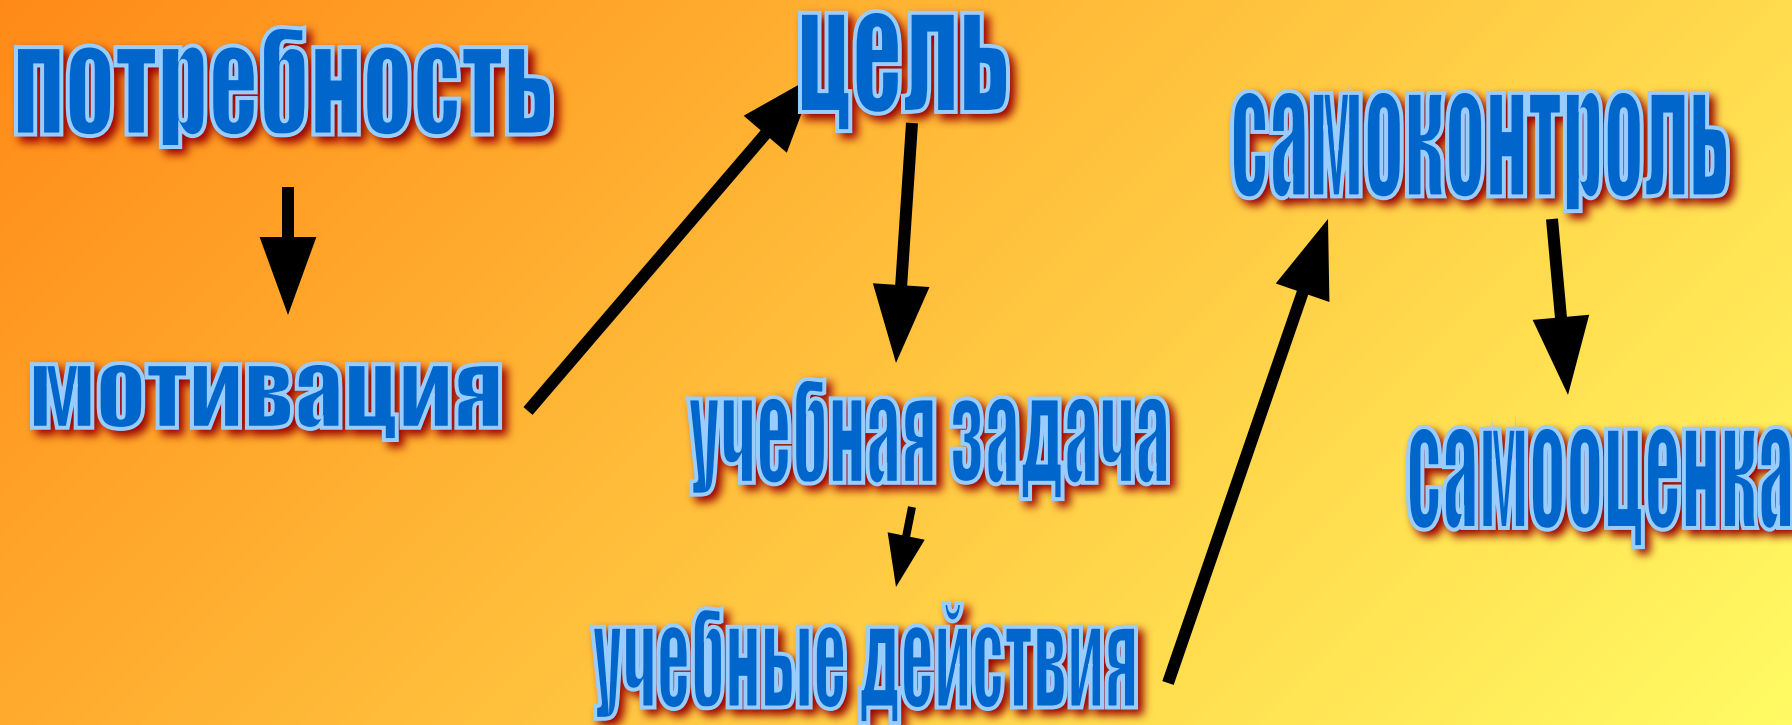 потребность
мотивация
цель
учебная задача
учебные действия
самоконтроль
самооценка